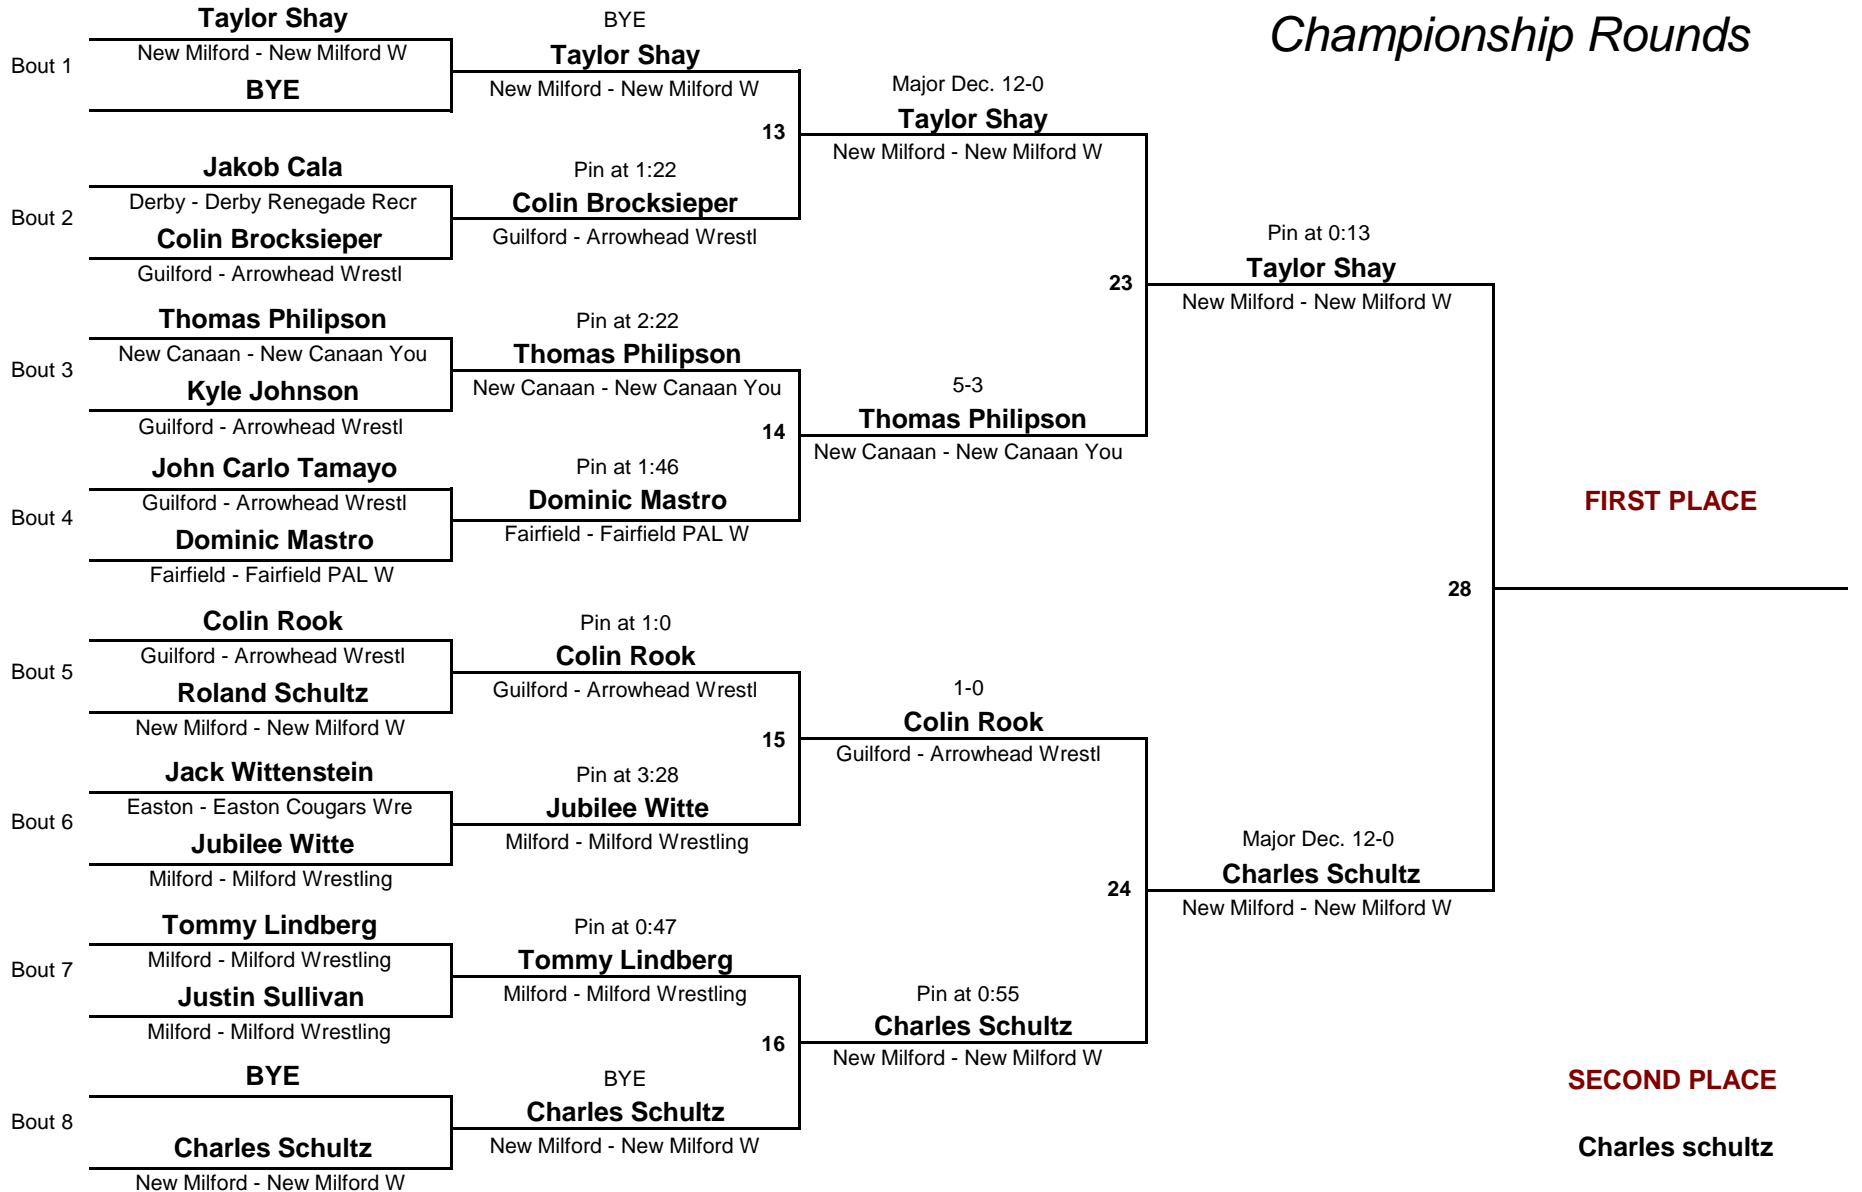 Championship Rounds
Bout 1
Taylor Shay
New Milford - New Milford W
BYE
Bout 2
Jakob Cala
Derby - Derby Renegade Recr
Colin Brocksieper
Guilford - Arrowhead Wrestl
Bout 3
Thomas Philipson
New Canaan - New Canaan You
Kyle Johnson
Guilford - Arrowhead Wrestl
Bout 4
John Carlo Tamayo
Guilford - Arrowhead Wrestl
Dominic Mastro
Fairfield - Fairfield PAL W
Bout 5
Colin Rook
Guilford - Arrowhead Wrestl
Roland Schultz
New Milford - New Milford W
Bout 6
Jack Wittenstein
Easton - Easton Cougars Wre
Jubilee Witte
Milford - Milford Wrestling
Bout 7
Tommy Lindberg
Milford - Milford Wrestling
Justin Sullivan
Milford - Milford Wrestling
Bout 8
BYE
Charles Schultz
New Milford - New Milford W
BYE
Taylor Shay
New Milford - New Milford W
13
Pin at 1:22
Colin Brocksieper
Guilford - Arrowhead Wrestl
Pin at 2:22
Thomas Philipson
New Canaan - New Canaan You
14
Pin at 1:46
Dominic Mastro
Fairfield - Fairfield PAL W
Pin at 1:0
Colin Rook
Guilford - Arrowhead Wrestl
15
Pin at 3:28
Jubilee Witte
Milford - Milford Wrestling
Pin at 0:47
Tommy Lindberg
Milford - Milford Wrestling
16
BYE
Charles Schultz
New Milford - New Milford W
Major Dec. 12-0
Taylor Shay
New Milford - New Milford W
23
5-3
Thomas Philipson
New Canaan - New Canaan You
1-0
Colin Rook
Guilford - Arrowhead Wrestl
24
Pin at 0:55
Charles Schultz
New Milford - New Milford W
Pin at 0:13
Taylor Shay
New Milford - New Milford W
28
Major Dec. 12-0
Charles Schultz
New Milford - New Milford W
FIRST PLACE
SECOND PLACE
Charles schultz